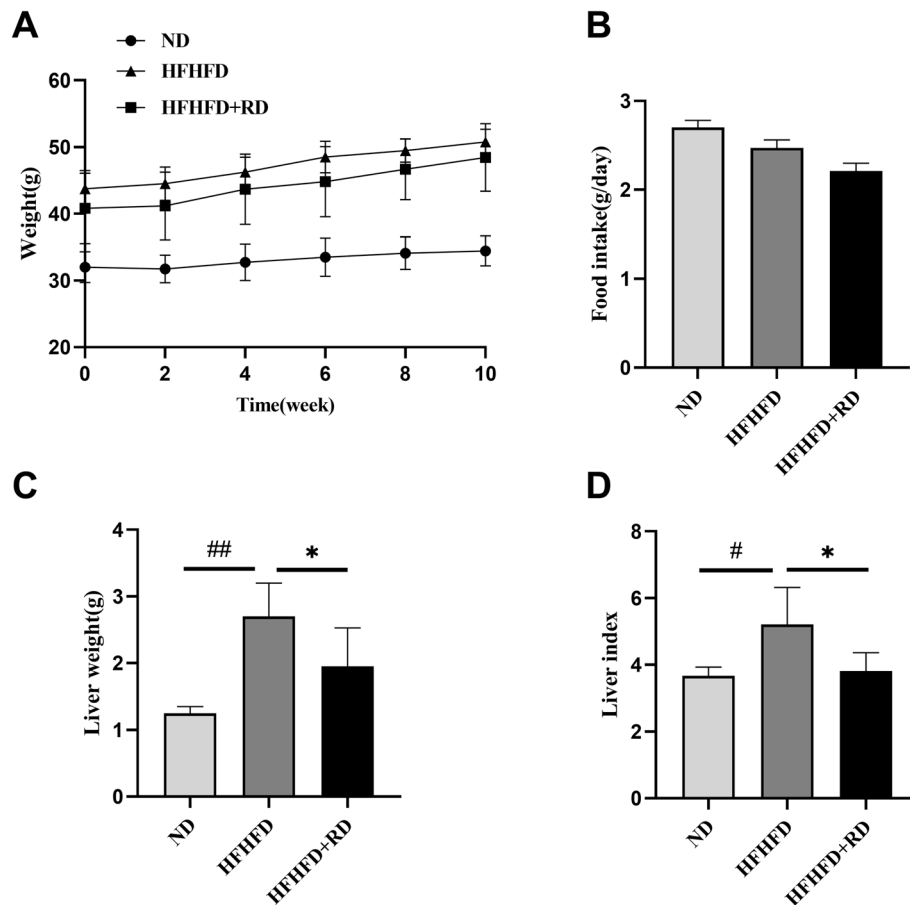 A
ND
HFHFD
HFHFD+RD
60
50
40
30
20
Weight(g)
0 2 4 6 8 10
Time(week)
B
3
2
1
0
Food intake(g/day)
ND
HFHFD
HFHFD+RD
C
4
3
2
1
0
Liver weight(g)
## *
ND
HFHFD
HFHFD+RD
D
8
6
4
2
0
Liver index
# *
ND
HFHFD
HFHFD+RD